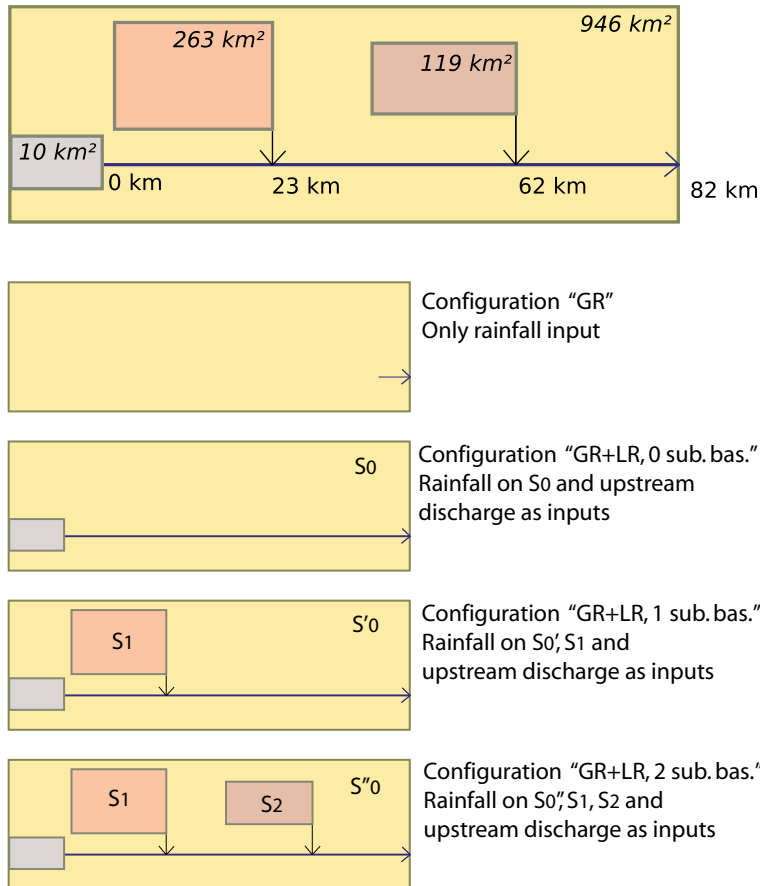 263 km²
946 km²
119 km²
10 km²
0 km
23 km
62 km
82 km
Configuration “GR”
Only rainfall input
S0
Configuration “GR+LR, 0 sub. bas.”
Rainfall on S0 and upstream
discharge as inputs
S1
S'0
Configuration “GR+LR, 1 sub. bas.”
Rainfall on S0', S1 and
upstream discharge as inputs
S1
S2
S"0
Configuration “GR+LR, 2 sub. bas.”
Rainfall on S0", S1, S2 and
upstream discharge as inputs